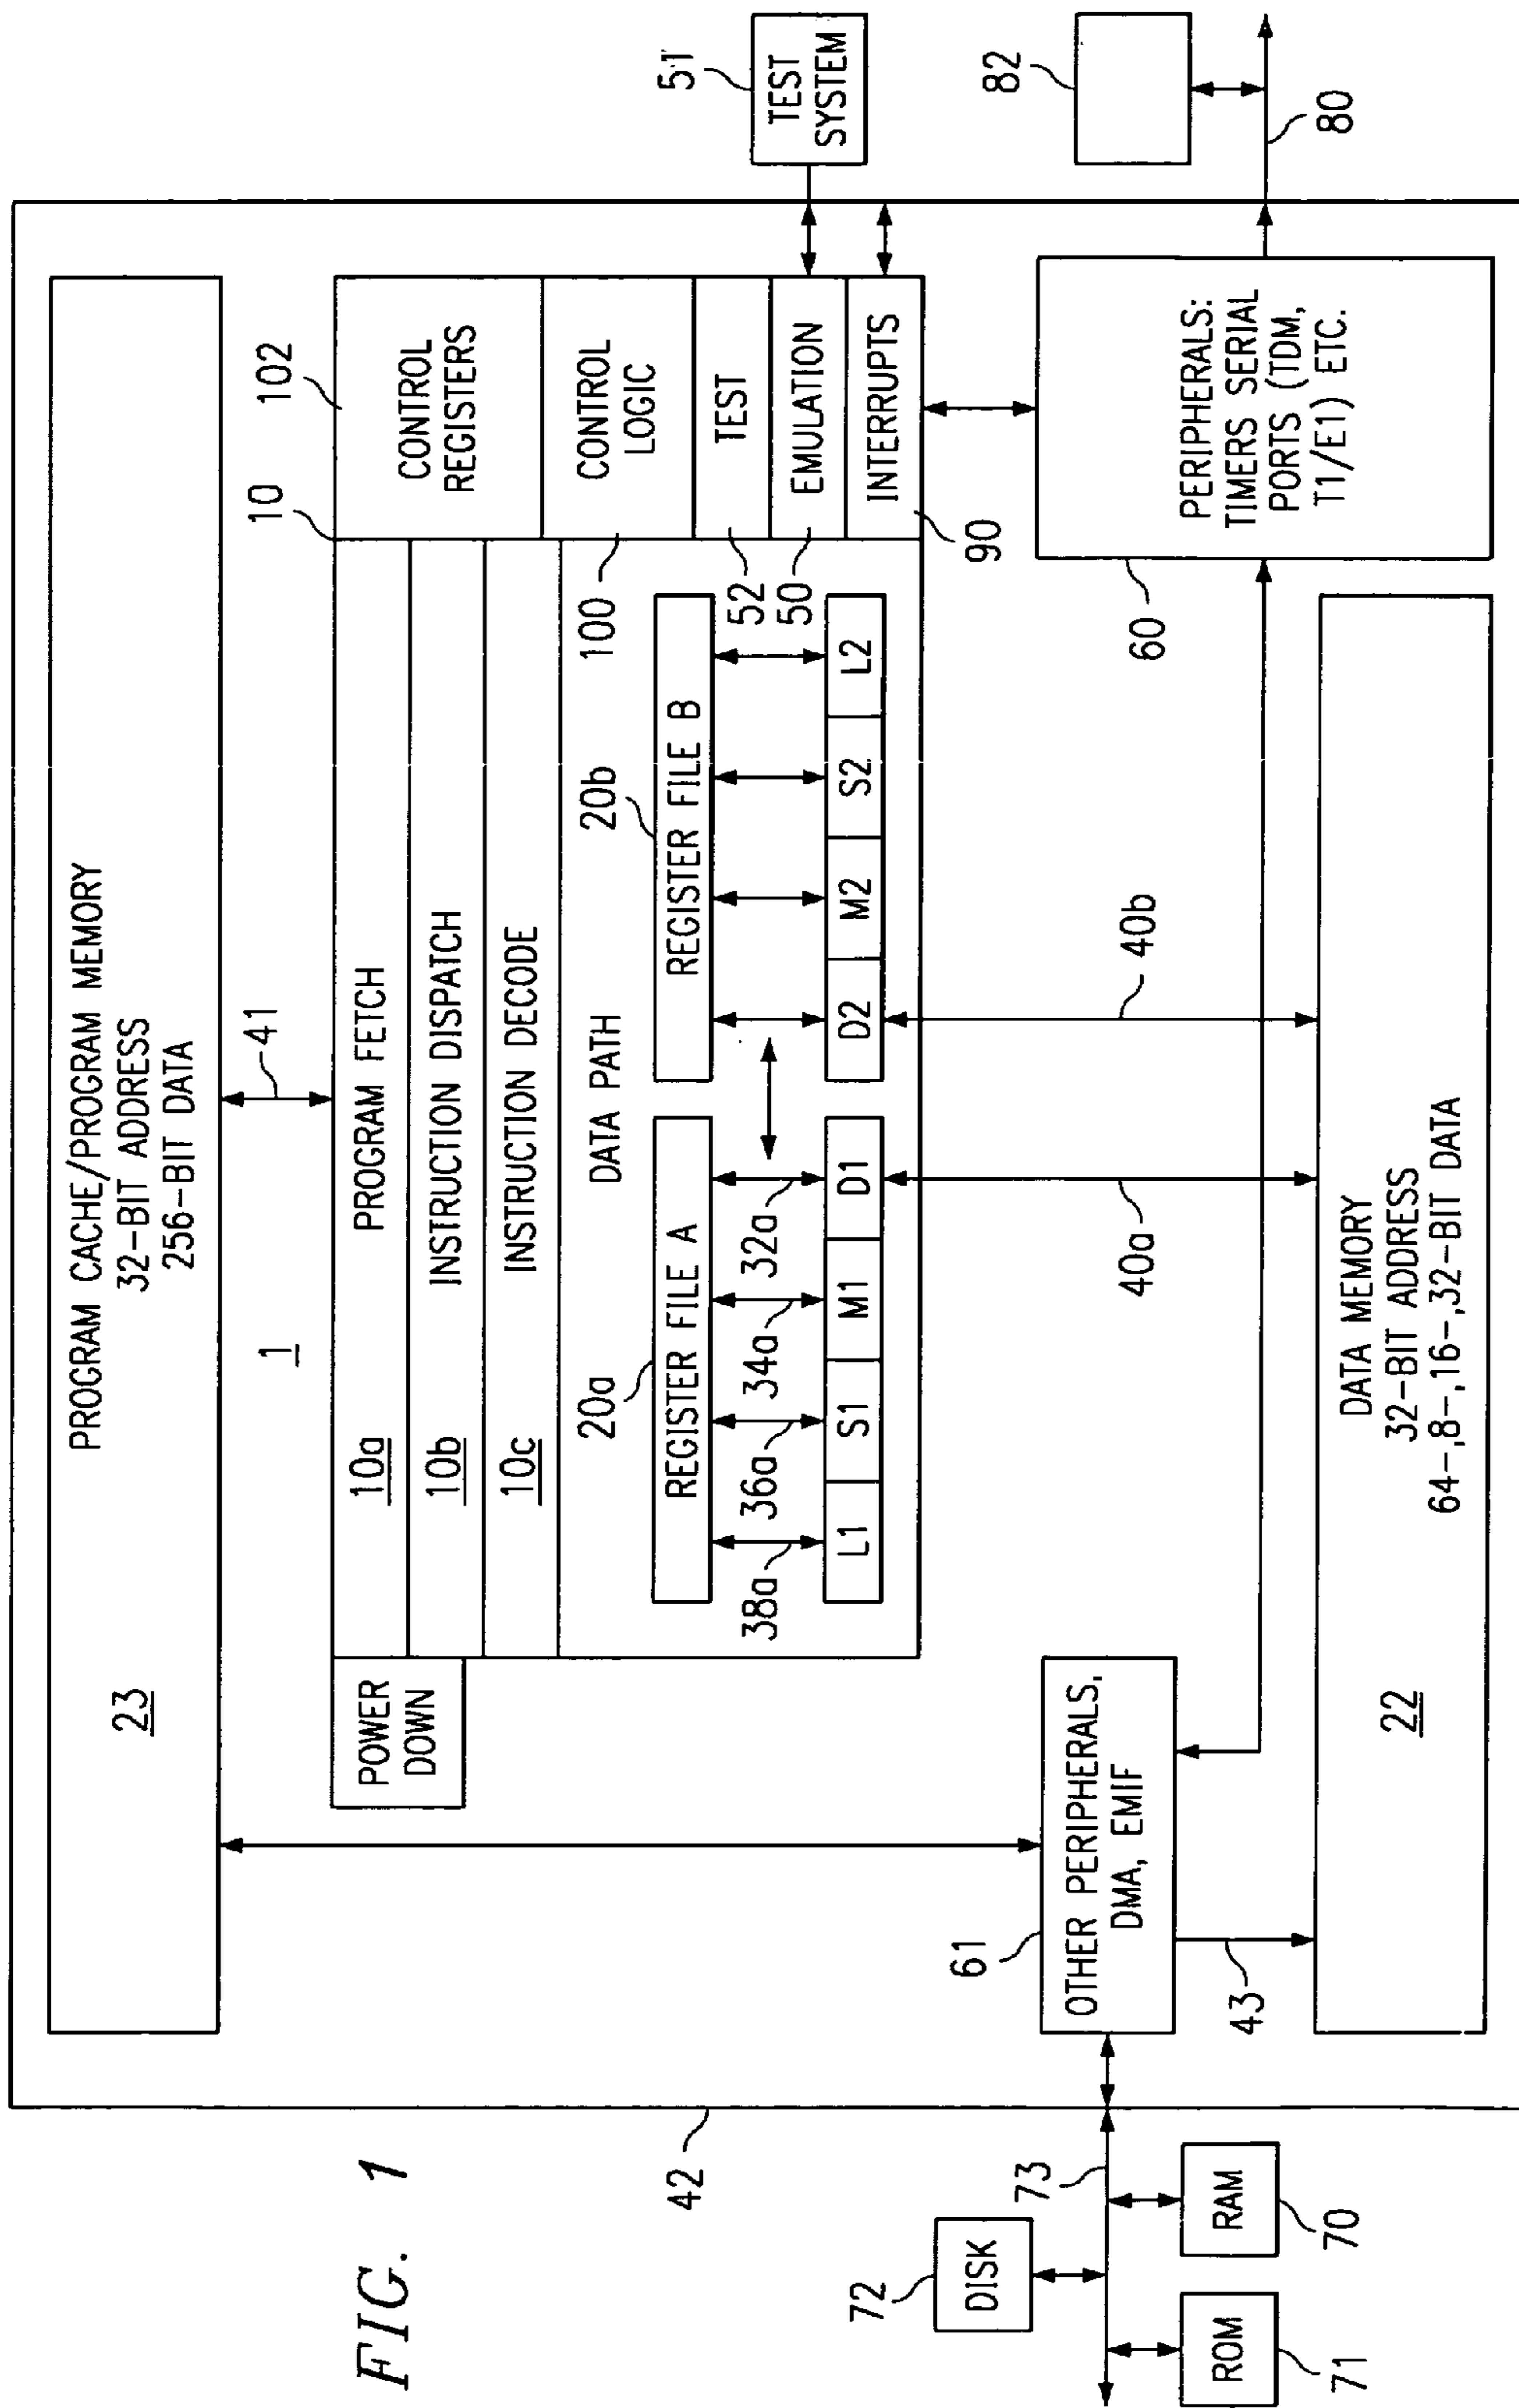 FIG. 1
42
PROGRAM CACHE/PROGRAM MEMORY
32-BIT ADDRESS
256-BIT DATA
23
41
1
POWER
DOWN
10
102
10a
PROGRAM FETCH
10b
INSTRUCTION DISPATCH
10c
INSTRUCTION DECODE
DATA PATH
CONTROL
REGISTERS
CONTROL
LOGIC
100
TEST
52
EMULATION
50
INTERRUPTS
90
20a
REGISTER FILE A
20b
REGISTER FILE B
38a
36a
34a
32a
L1
S1
M1
D1
D2
M2
S2
L2
51
TEST
SYSTEM
82
80
40a
40b
61
OTHER PERIPHERALS,
DMA, EMIF
43
60
PERIPHERALS:
TIMERS SERIAL
PORTS (TDM,
T1/E1) ETC.
DATA MEMORY
32-BIT ADDRESS
64-,8-,16-,32-BIT DATA
22
72
DISK
73
ROM
71
RAM
70